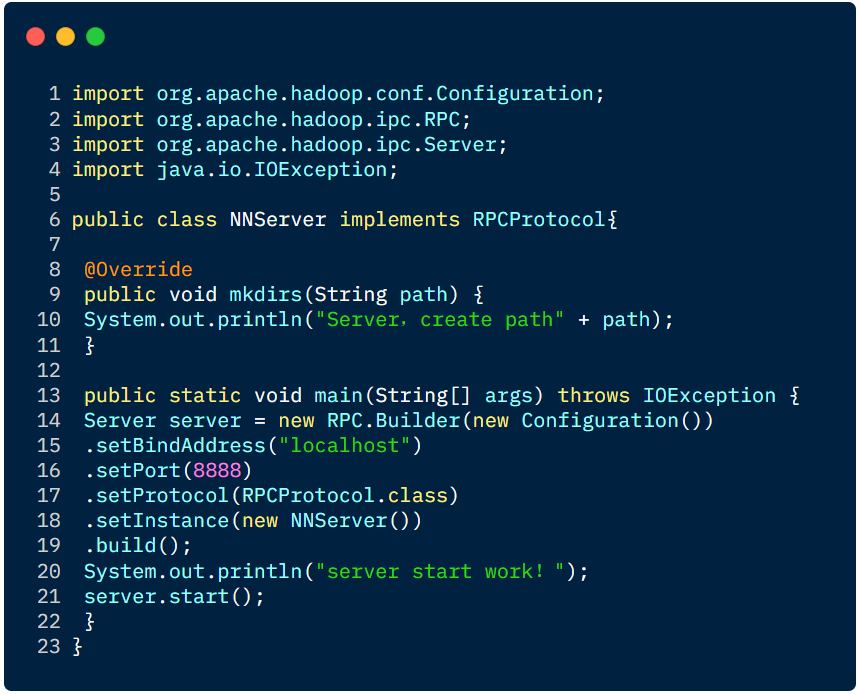 1 import org.apache.hadoop.conf.Configuration;
2 import org.apache.hadoop.ipc.RPC;
3 import org.apache.hadoop.ipc.Server;
4 import java.io.IOException;
5
6 public class NNServer implements RPCProtocol{
7
8 @Override
9 public void mkdirs(String path) {
10 System.out.println("Server，create path" + path);
11 }
12
13 public static void main(String[] args) throws IOException {
14 Server server = new RPC.Builder(new Configuration())
15 .setBindAddress("localhost")
16 .setPort(8888)
17 .setProtocol(RPCProtocol.class)
18 .setInstance(new NNServer())
19 .build();
20 System.out.println("server start work！");
21 server.start();
22 }
23 }